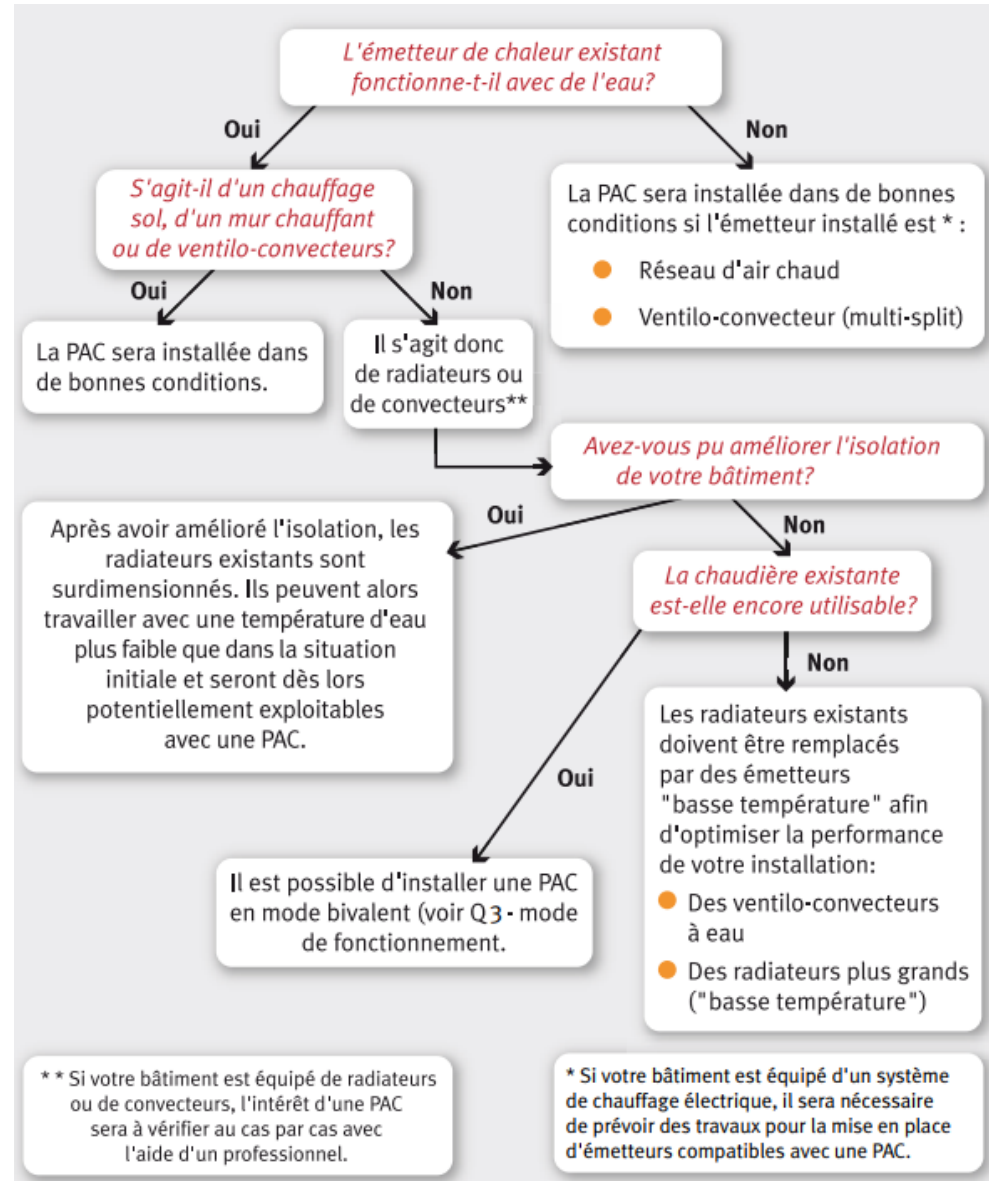 L'émetteur de chaleur existant
fonctionne-t-il avec de l'eau?
Oui
Non
S'agit-il d'un chauffage
sol, d'un mur chauffant
ou de ventilo-convecteurs?
La PAC sera installée dans de bonnes
conditions si l'émetteur installé est * :
Réseau d'air chaud
Ventilo-convecteur (multi-split)
Oui
Non
La PAC sera installée dans
de bonnes conditions.
Il s'agit donc
de radiateurs ou
de convecteurs**
Avez-vous pu améliorer l'isolation
de votre bâtiment?
Oui
Non
Après avoir amélioré l'isolation, les
radiateurs existants sont
surdimensionnés. Ils peuvent alors
travailler avec une température d'eau
plus faible que dans la situation
initiale et seront dès lors
potentiellement exploitables
avec une PAC.
La chaudière existante
est-elle encore utilisable?
Oui
Non
Il est possible d'installer une PAC
en mode bivalent (voir Q3 - mode
de fonctionnement.
Les radiateurs existants
doivent être remplacés
par des émetteurs
"basse température" afin
d'optimiser la performance
de votre installation:
Des ventilo-convecteurs
à eau
Des radiateurs plus grands
("basse température")
* * Si votre bâtiment est équipé de radiateurs
ou de convecteurs, l'intérêt d'une PAC
sera à vérifier au cas par cas avec
l'aide d'un professionnel.
* Si votre bâtiment est équipé d'un système
de chauffage électrique, il sera nécessaire
de prévoir des travaux pour la mise en place
d'émetteurs compatibles avec une PAC.